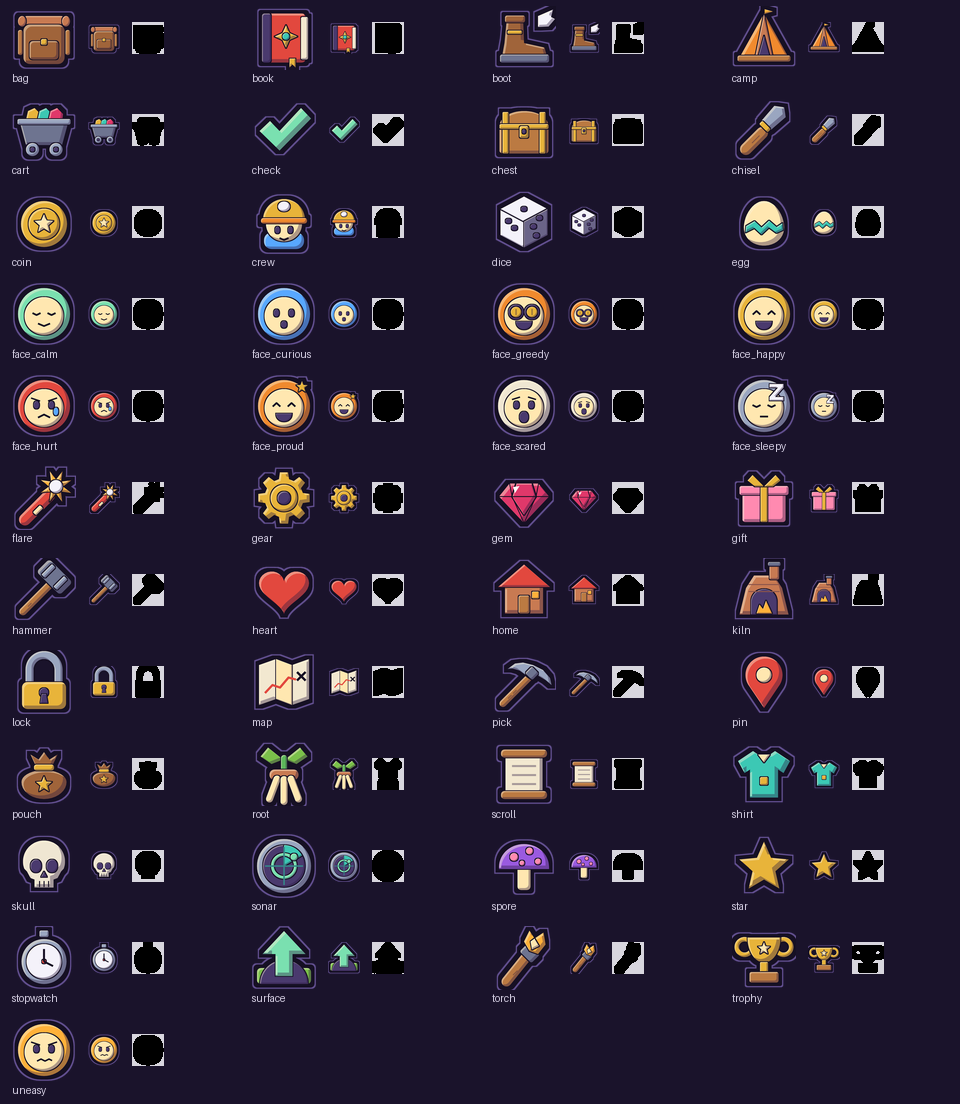 bag
book
boot
camp
cart
check
chest
chisel
coin
crew
dice
egg
face_calm
face_curious
face_greedy
face_happy
face_hurt
face_proud
face_scared
face_sleepy
flare
gear
gem
gift
hammer
heart
home
kiln
lock
map
pick
pin
pouch
root
scroll
shirt
skull
sonar
spore
star
stopwatch
surface
torch
trophy
uneasy